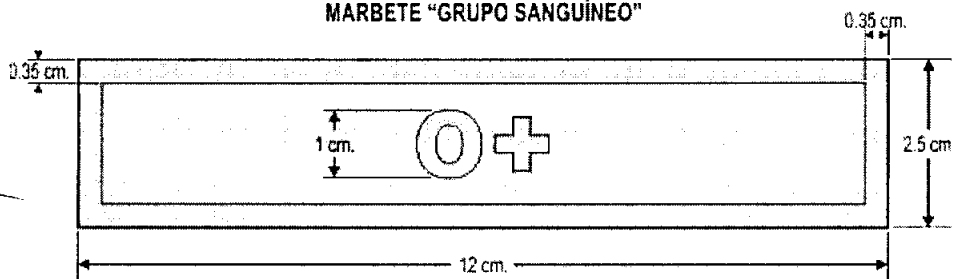 MARBETE "GRUPO SANGUÍNEO"
0.35 cm.
0.35 cm.
1 cm.
O+
2.5 cm
12 cm.